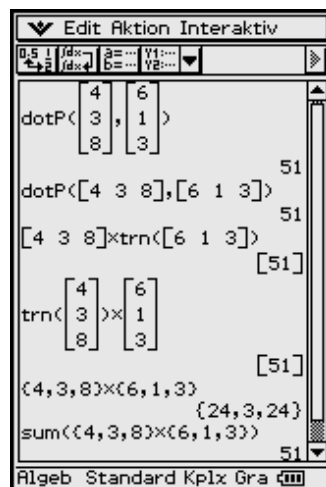 Edit Aktion Interaktiv
dotP([4 3 8],[6 1 3])
51
dotP([4 3 8],[6 1 3])
51
[4 3 8]×trn([6 1 3])
[51]
trn([4 3 8])×[6 1 3]
[51]
{4,3,8}×{6,1,3}
{24,3,24}
sum({4,3,8}×{6,1,3})
51
Algeb Standard Kplx Gra